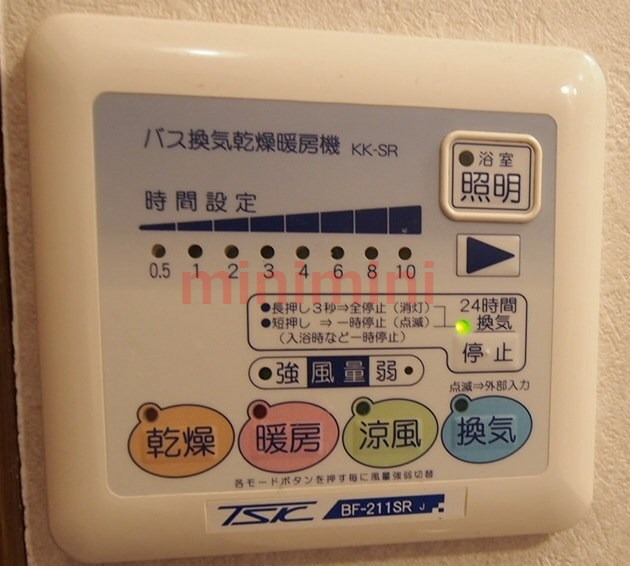 バス換気乾燥暖房機 KK-SR
浴室
照明
時間設定
0.5 1 2 3 4 6 8 10
minimini
●長押し3秒⇒全停止(消灯)
●短押し ⇒一時停止(点滅)
(入浴時など一時停止)
24時間
換気
停止
強 風量 弱
点滅⇒外部入力
乾燥 暖房 涼風 換気
各モードボタンを押す毎に風量強弱切替
TSK BF-211SR J